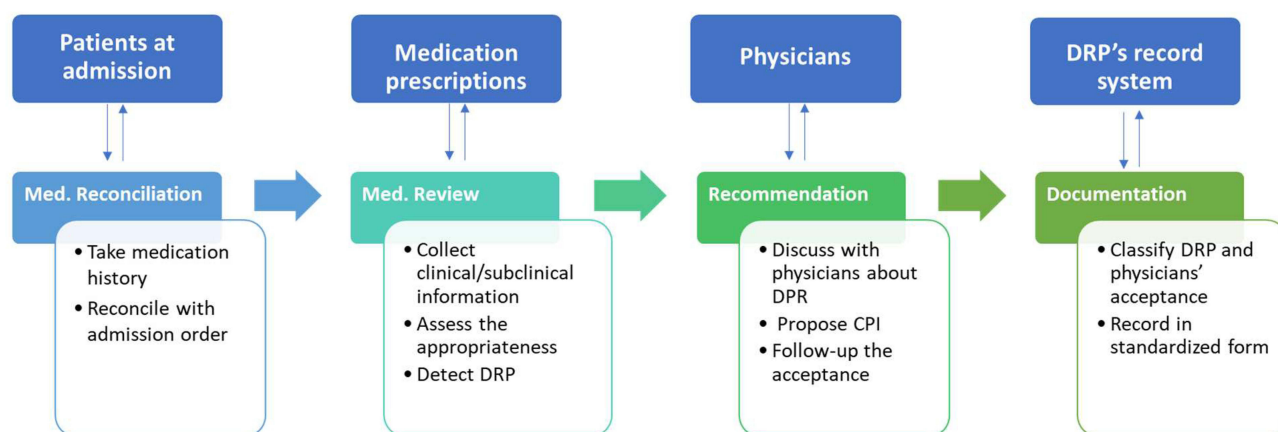 Patients at
admission
Medication
prescriptions
Physicians
DRP's record
system
Med. Reconciliation
Med. Review
Recommendation
Documentation
• Take medication
history
• Reconcile with
admission order
• Collect
clinical/subclinical
information
• Assess the
appropriateness
• Detect DRP
• Discuss with
physicians about
DPR
• Propose CPI
• Follow-up the
acceptance
• Classify DRP and
physicians'
acceptance
• Record in
standardized form